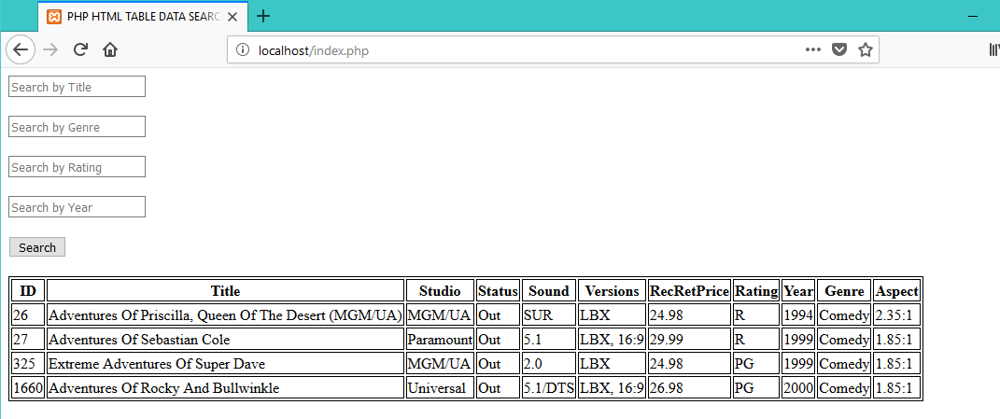 PHP HTML TABLE DATA SEARC
localhost/index.php
Search by Title
Search by Genre
Search by Rating
Search by Year
Search
ID Title Studio Status Sound Versions RecRetPrice Rating Year Genre Aspect
26 Adventures Of Priscilla, Queen Of The Desert (MGM/UA) MGM/UA Out SUR LBX 24.98 R 1994 Comedy 2.35:1
27 Adventures Of Sebastian Cole Paramount Out 5.1 LBX, 16:9 29.99 R 1999 Comedy 1.85:1
325 Extreme Adventures Of Super Dave MGM/UA Out 2.0 LBX 24.98 PG 1999 Comedy 1.85:1
1660 Adventures Of Rocky And Bullwinkle Universal Out 5.1/DTS LBX, 16:9 26.98 PG 2000 Comedy 1.85:1